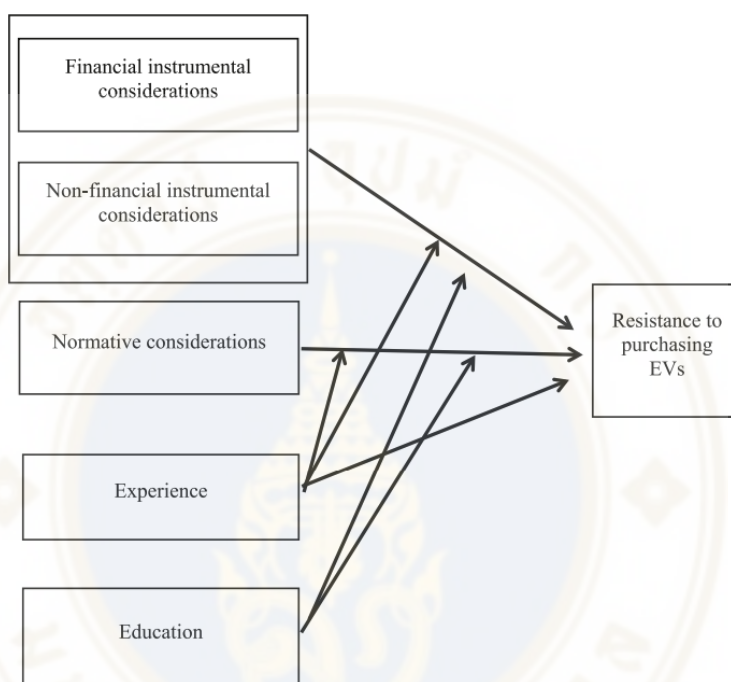 Financial instrumental
considerations
Non-financial instrumental
considerations
Normative considerations
Experience
Education
Resistance to
purchasing
EVs